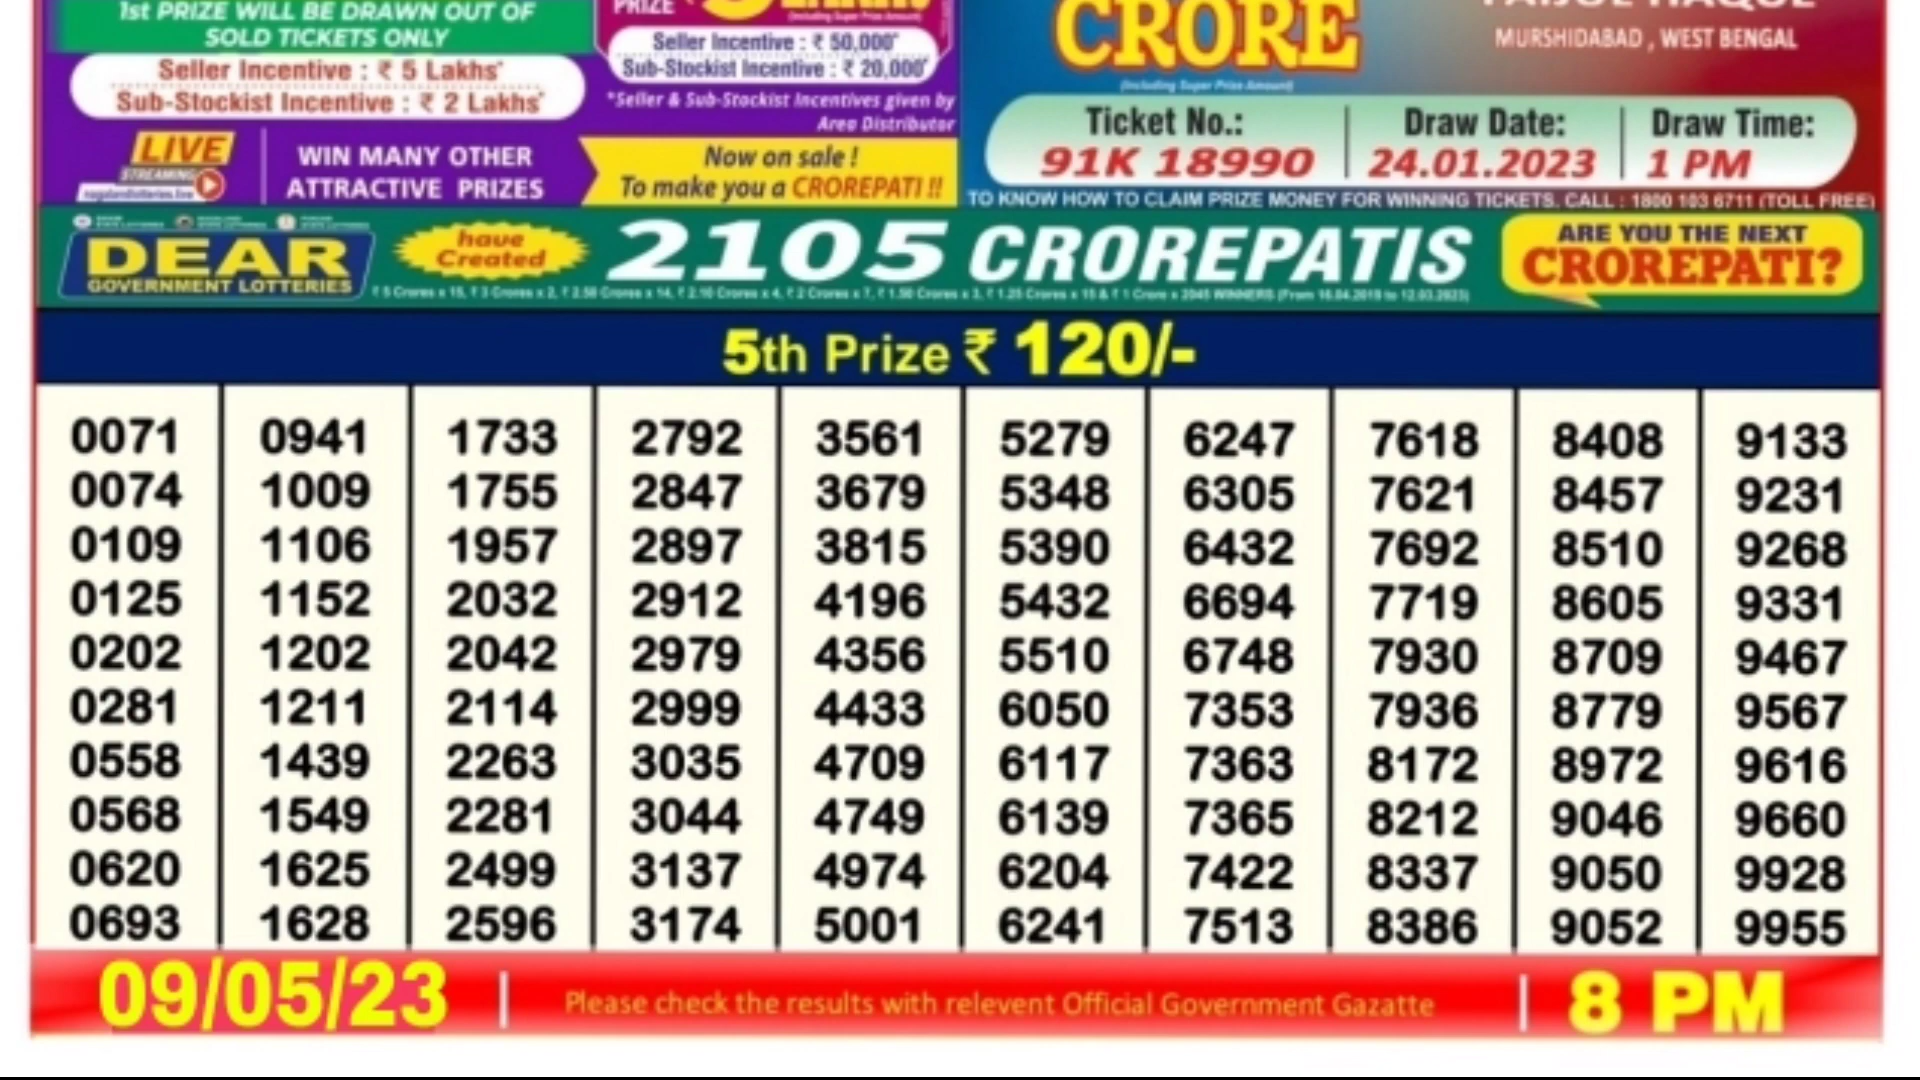 1st PRIZE WILL BE DRAWN OUT OF
SOLD TICKETS ONLY
Seller Incentive : ₹ 5 Lakhs*
Sub-Stockist Incentive : ₹ 2 Lakhs*
PRIZE
(Including Super Prize Amount)
Seller Incentive : ₹ 50,000*
Sub-Stockist Incentive : ₹ 20,000*
*Seller & Sub-Stockist Incentives given by
Area Distributor
LIVE
STREAMING
WIN MANY OTHER
ATTRACTIVE PRIZES
Now on sale !
To make you a CROREPATI !!
CRORE
(Including Super Prize Amount)
MURSHIDABAD , WEST BENGAL
Ticket No.: Draw Date: Draw Time:
91K 18990 24.01.2023 1 PM
TO KNOW HOW TO CLAIM PRIZE MONEY FOR WINNING TICKETS, CALL : 1800 103 6711 (TOLL FREE)
DEAR
GOVERNMENT LOTTERIES
have
Created
2105 CROREPATIS
ARE YOU THE NEXT
CROREPATI?
5th Prize ₹ 120/-
0071 0941 1733 2792 3561 5279 6247 7618 8408 9133
0074 1009 1755 2847 3679 5348 6305 7621 8457 9231
0109 1106 1957 2897 3815 5390 6432 7692 8510 9268
0125 1152 2032 2912 4196 5432 6694 7719 8605 9331
0202 1202 2042 2979 4356 5510 6748 7930 8709 9467
0281 1211 2114 2999 4433 6050 7353 7936 8779 9567
0558 1439 2263 3035 4709 6117 7363 8172 8972 9616
0568 1549 2281 3044 4749 6139 7365 8212 9046 9660
0620 1625 2499 3137 4974 6204 7422 8337 9050 9928
0693 1628 2596 3174 5001 6241 7513 8386 9052 9955
09/05/23 Please check the results with relevent Official Government Gazatte 8 PM